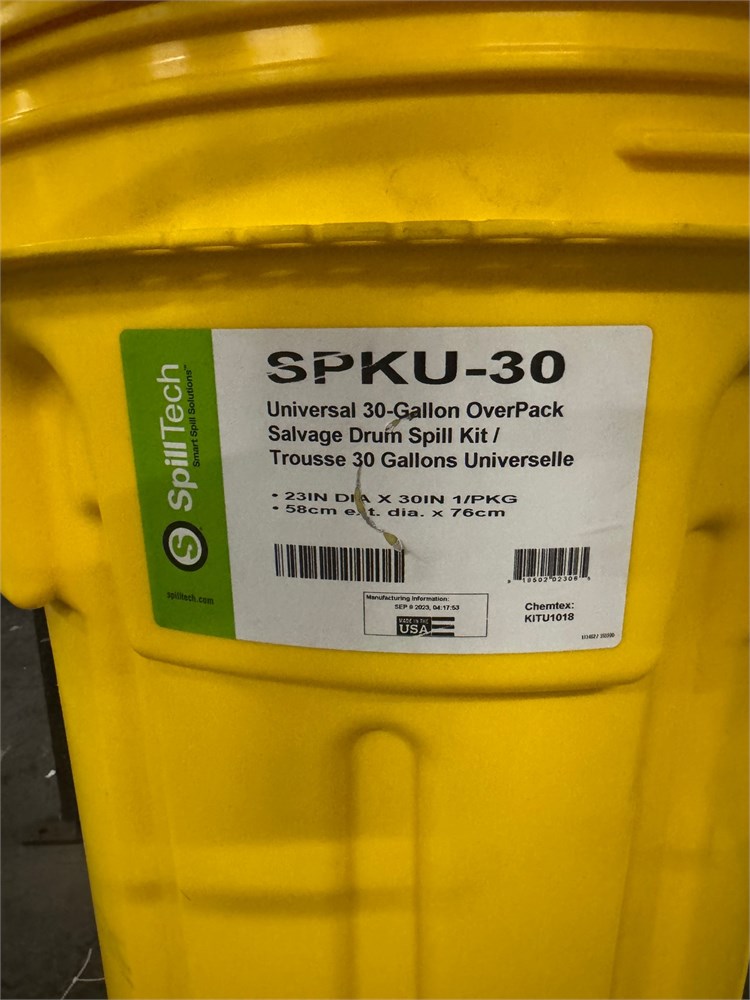 SpillTech
Smart Spill Solutions™
spilltech.com
SPKU-30
Universal 30-Gallon OverPack
Salvage Drum Spill Kit /
Trousse 30 Gallons Universelle
• 23IN DIA X 30IN 1/PKG
• 58cm ext. dia. x 76cm
Manufacturing Information:
SEP 8 2023, 04:17:53
MADE IN THE
USA
Chemtex:
KITU1018